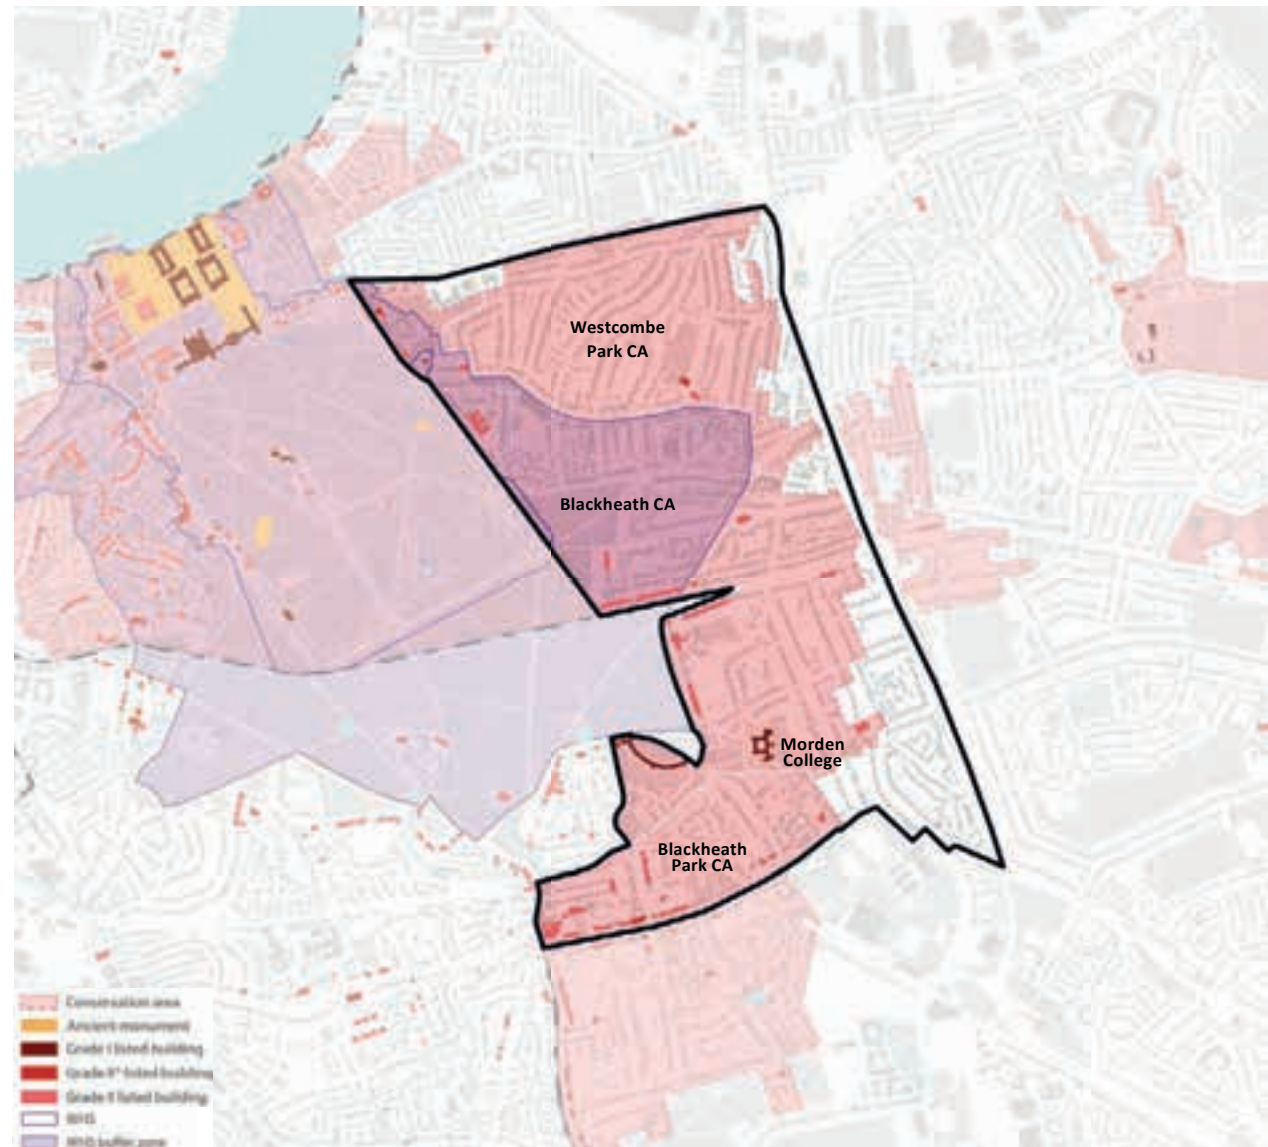 Westcombe
Park CA
Blackheath CA
Morden
College
Blackheath
Park CA
Conservation area
Ancient monument
Grade I listed building
Grade II* listed building
Grade II listed building
WHS
WHS buffer zone